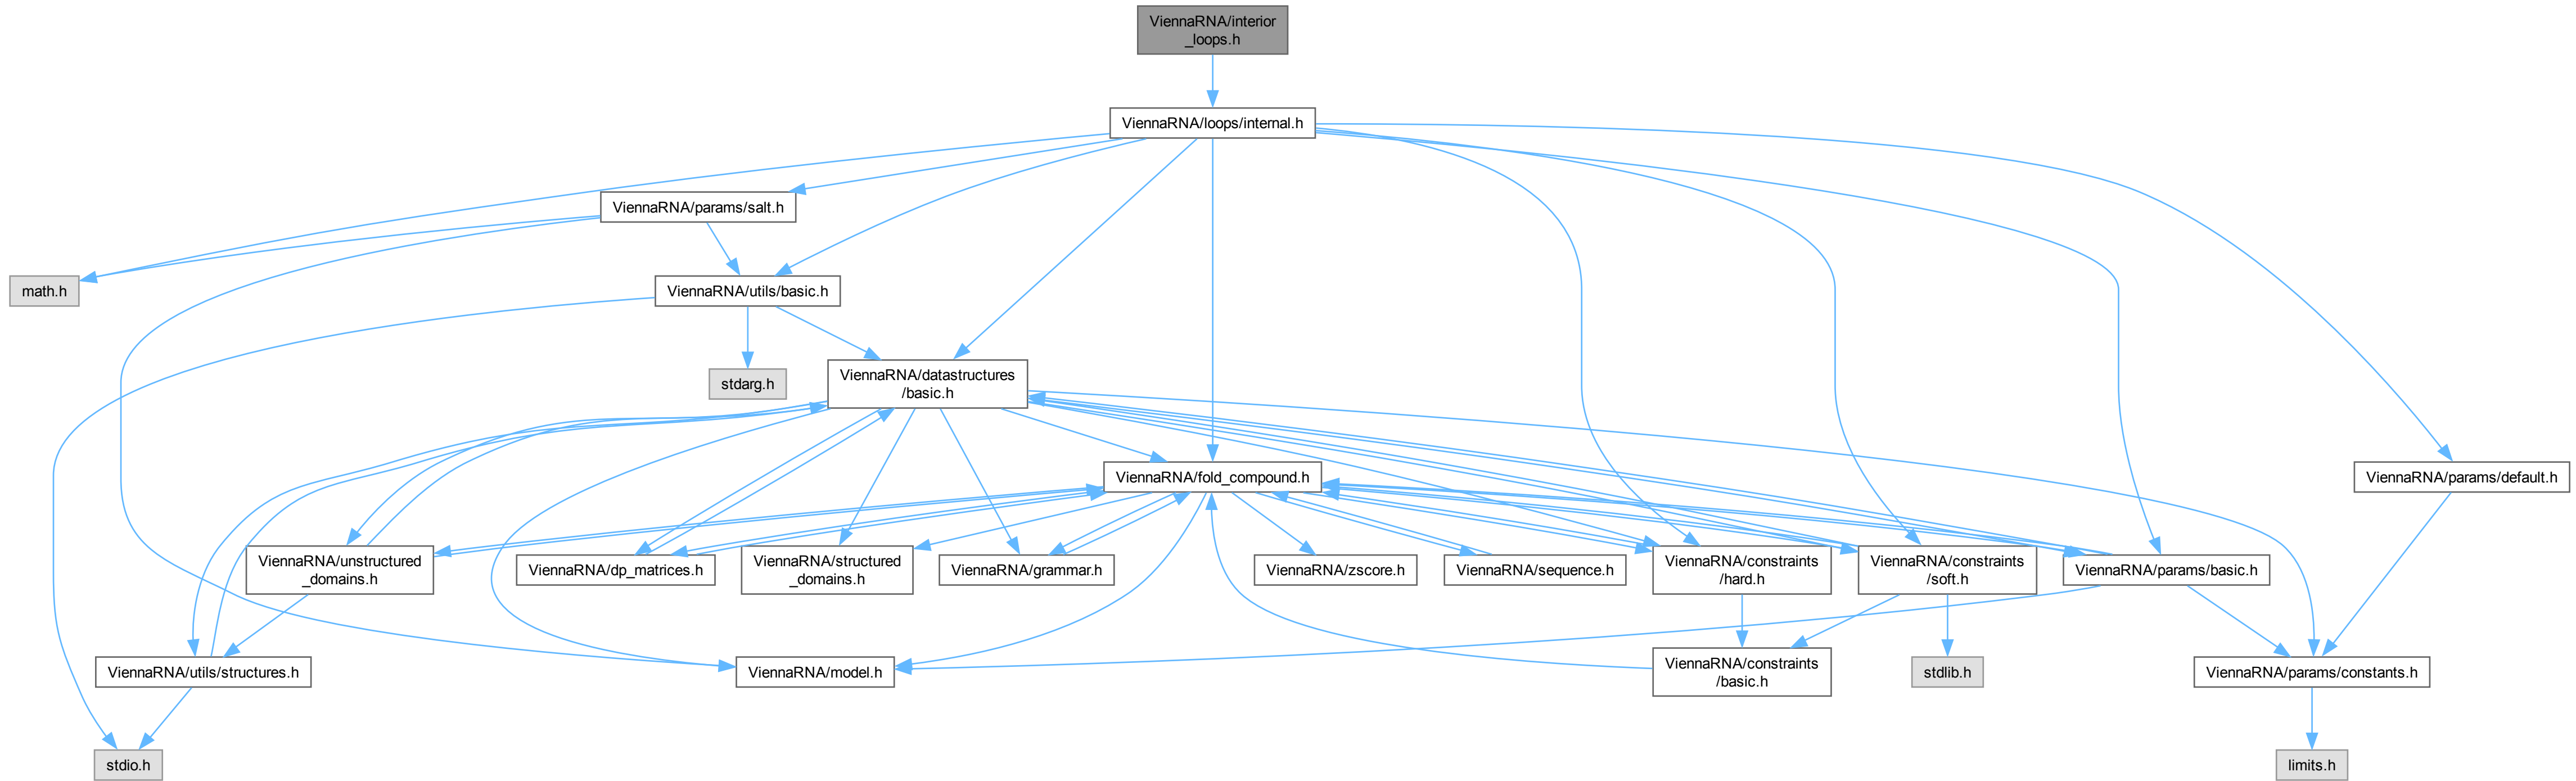 ViennaRNA/interior
_loops.h
ViennaRNA/loops/internal.h
ViennaRNA/params/salt.h
math.h
ViennaRNA/utils/basic.h
stdarg.h
ViennaRNA/datastructures
/basic.h
ViennaRNA/fold_compound.h
ViennaRNA/params/default.h
ViennaRNA/unstructured
_domains.h
ViennaRNA/dp_matrices.h
ViennaRNA/structured
_domains.h
ViennaRNA/grammar.h
ViennaRNA/zscore.h
ViennaRNA/sequence.h
ViennaRNA/constraints
/hard.h
ViennaRNA/constraints
/soft.h
ViennaRNA/params/basic.h
ViennaRNA/utils/structures.h
ViennaRNA/model.h
ViennaRNA/constraints
/basic.h
stdlib.h
ViennaRNA/params/constants.h
stdio.h
limits.h